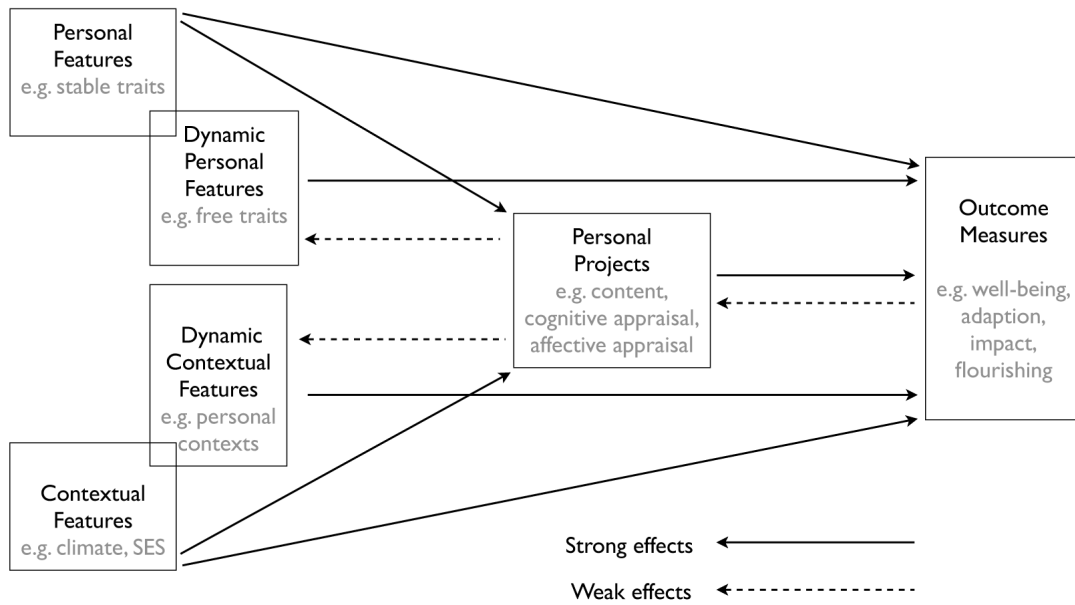 Personal
Features
e.g. stable traits
Dynamic
Personal
Features
e.g. free traits
Dynamic
Contextual
Features
e.g. personal
contexts
Contextual
Features
e.g. climate, SES
Personal
Projects
e.g. content,
cognitive appraisal,
affective appraisal
Outcome
Measures
e.g. well-being,
adaption,
impact,
flourishing
Strong effects
Weak effects